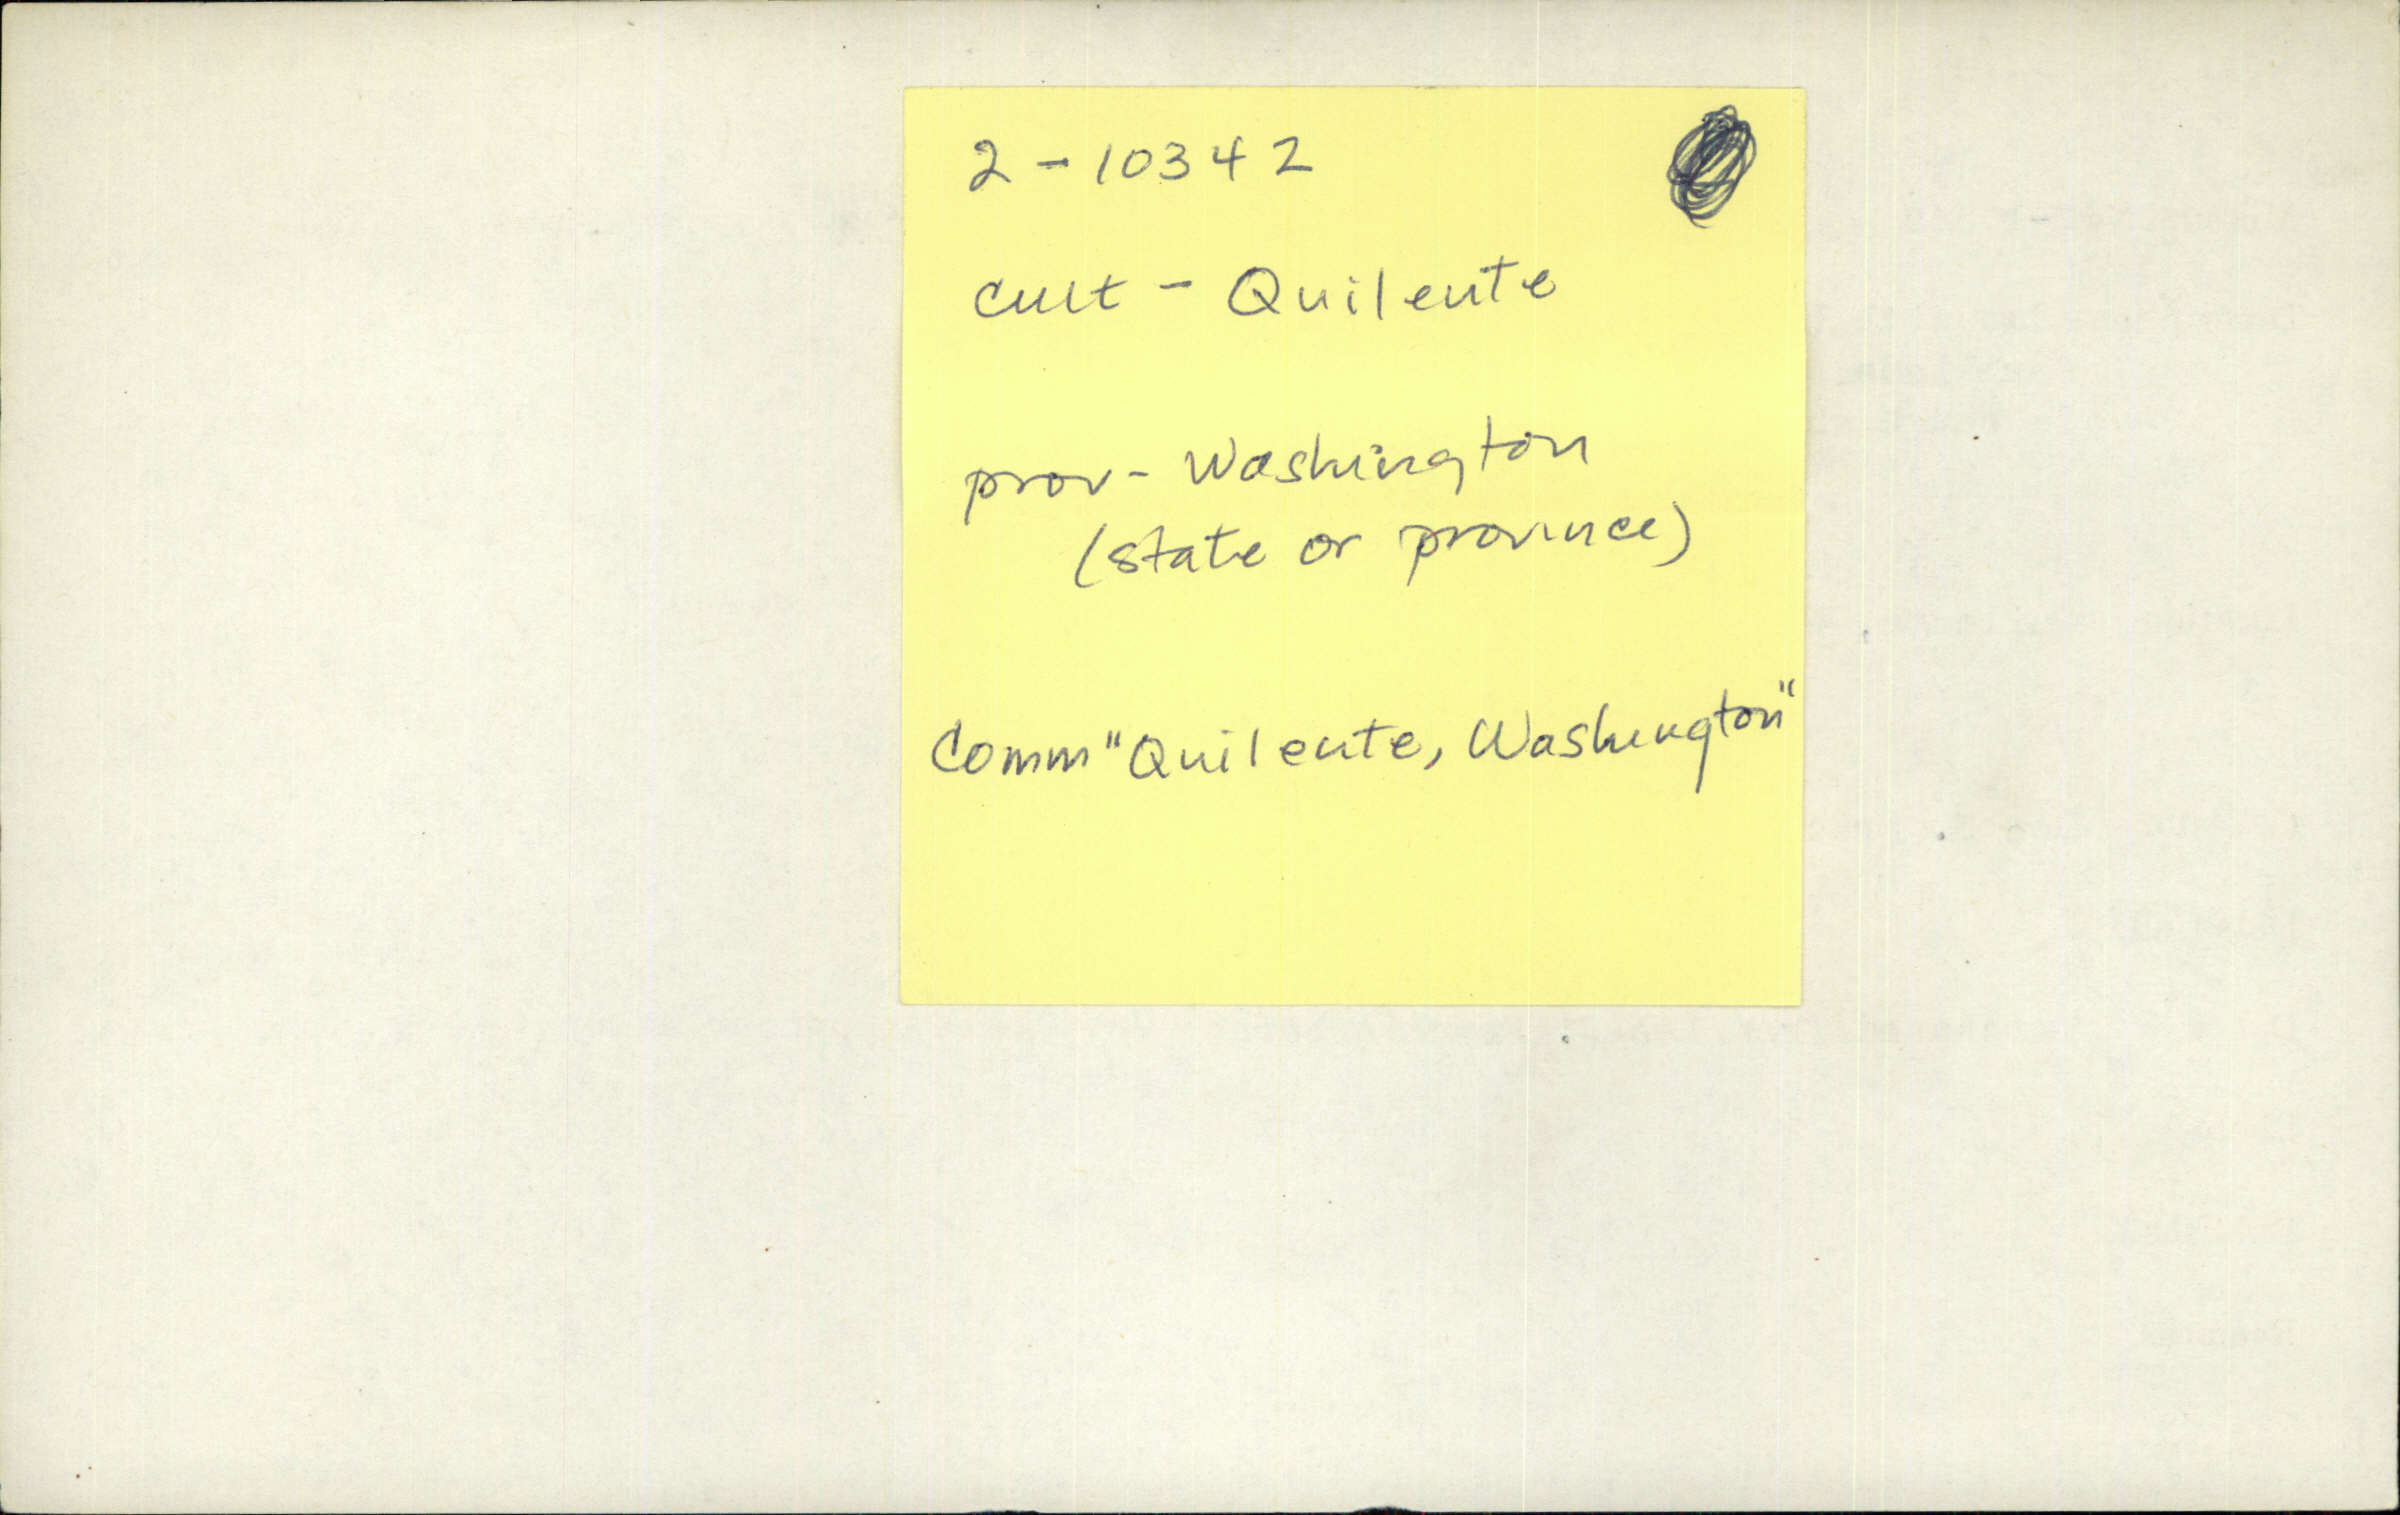 2-10342
cult - Quileute
prov - Washington
(state or province)
Comm "Quileute, Washington"